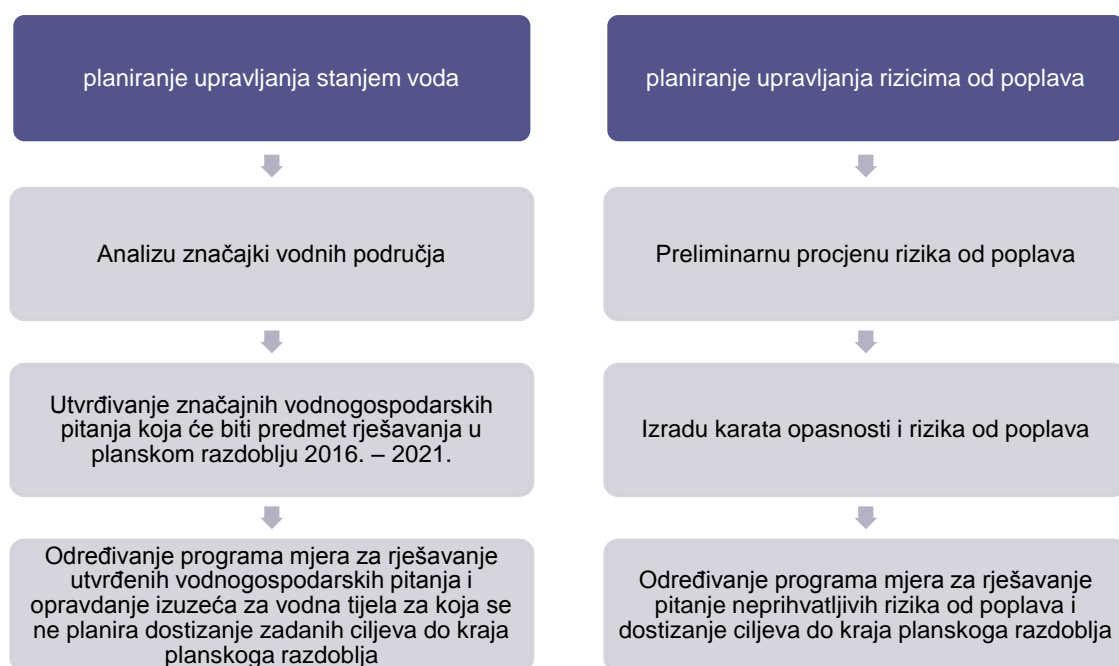 planiranje upravljanja stanjem voda
Analizu značajki vodnih područja
Utvrđivanje značajnih vodnogospodarskih
pitanja koja će biti predmet rješavanja u
planskom razdoblju 2016. – 2021.
Određivanje programa mjera za rješavanje
utvrđenih vodnogospodarskih pitanja i
opravdanje izuzeća za vodna tijela za koja se
ne planira dostizanje zadanih ciljeva do kraja
planskoga razdoblja
planiranje upravljanja rizicima od poplava
Preliminarnu procjenu rizika od poplava
Izradu karata opasnosti i rizika od poplava
Određivanje programa mjera za rješavanje
pitanje neprihvatljivih rizika od poplava i
dostizanje ciljeva do kraja planskoga razdoblja